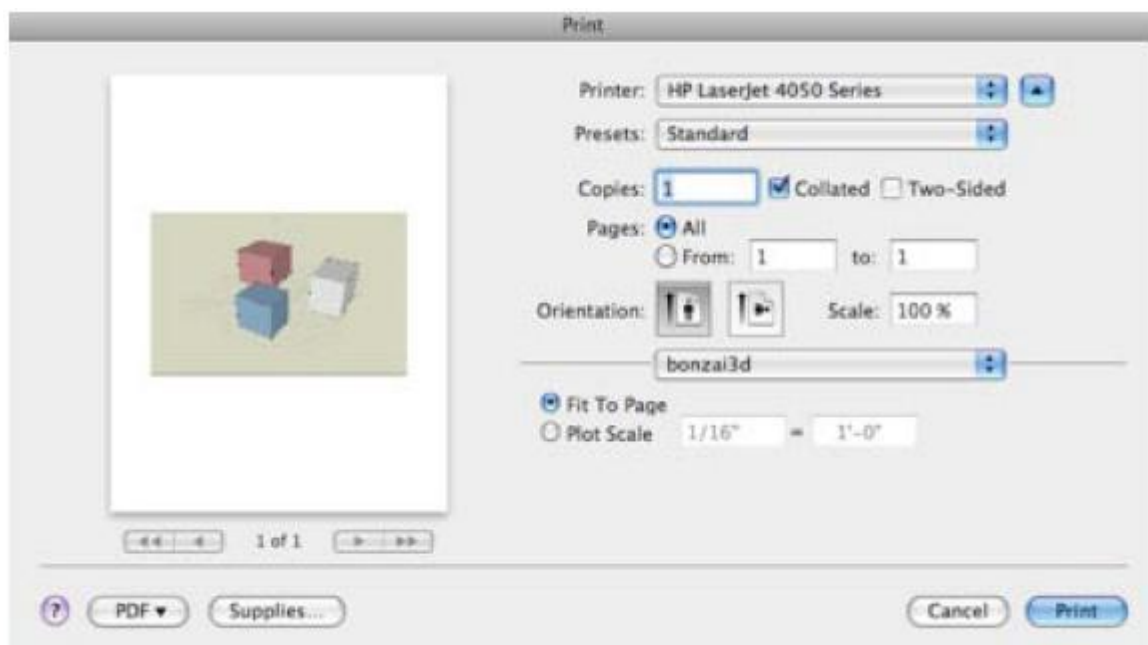 Print
Printer: HP LaserJet 4050 Series
Presets: Standard
Copies: 1 Collated Two-Sided
Pages: All
From: 1 to: 1
Orientation: Scale: 100 %
bonzai3d
Fit To Page
Plot Scale 1/16" = 1'-0"
1 of 1
? PDF Supplies... Cancel Print